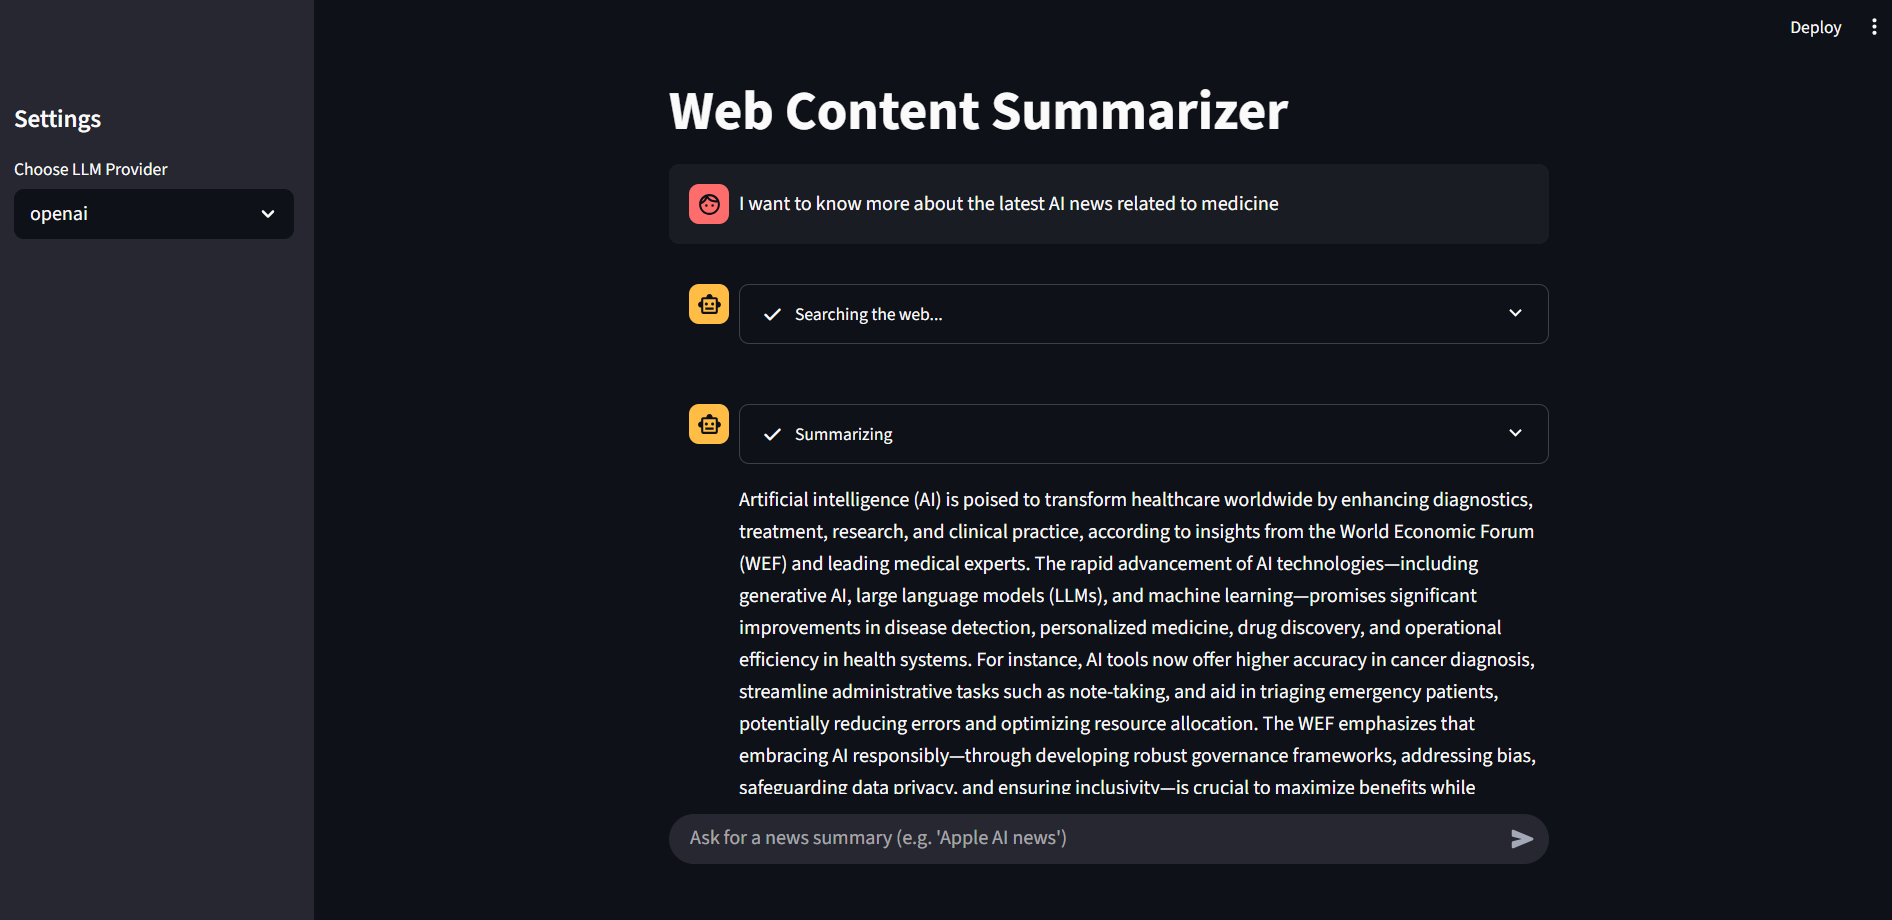 Deploy
Settings
Choose LLM Provider
openai
Web Content Summarizer
I want to know more about the latest AI news related to medicine
Searching the web...
Summarizing
Artificial intelligence (AI) is poised to transform healthcare worldwide by enhancing diagnostics,
treatment, research, and clinical practice, according to insights from the World Economic Forum
(WEF) and leading medical experts. The rapid advancement of AI technologies—including
generative AI, large language models (LLMs), and machine learning—promises significant
improvements in disease detection, personalized medicine, drug discovery, and operational
efficiency in health systems. For instance, AI tools now offer higher accuracy in cancer diagnosis,
streamline administrative tasks such as note-taking, and aid in triaging emergency patients,
potentially reducing errors and optimizing resource allocation. The WEF emphasizes that
embracing AI responsibly—through developing robust governance frameworks, addressing bias,
safeguarding data privacy, and ensuring inclusivity—is crucial to maximize benefits while
Ask for a news summary (e.g. 'Apple AI news')